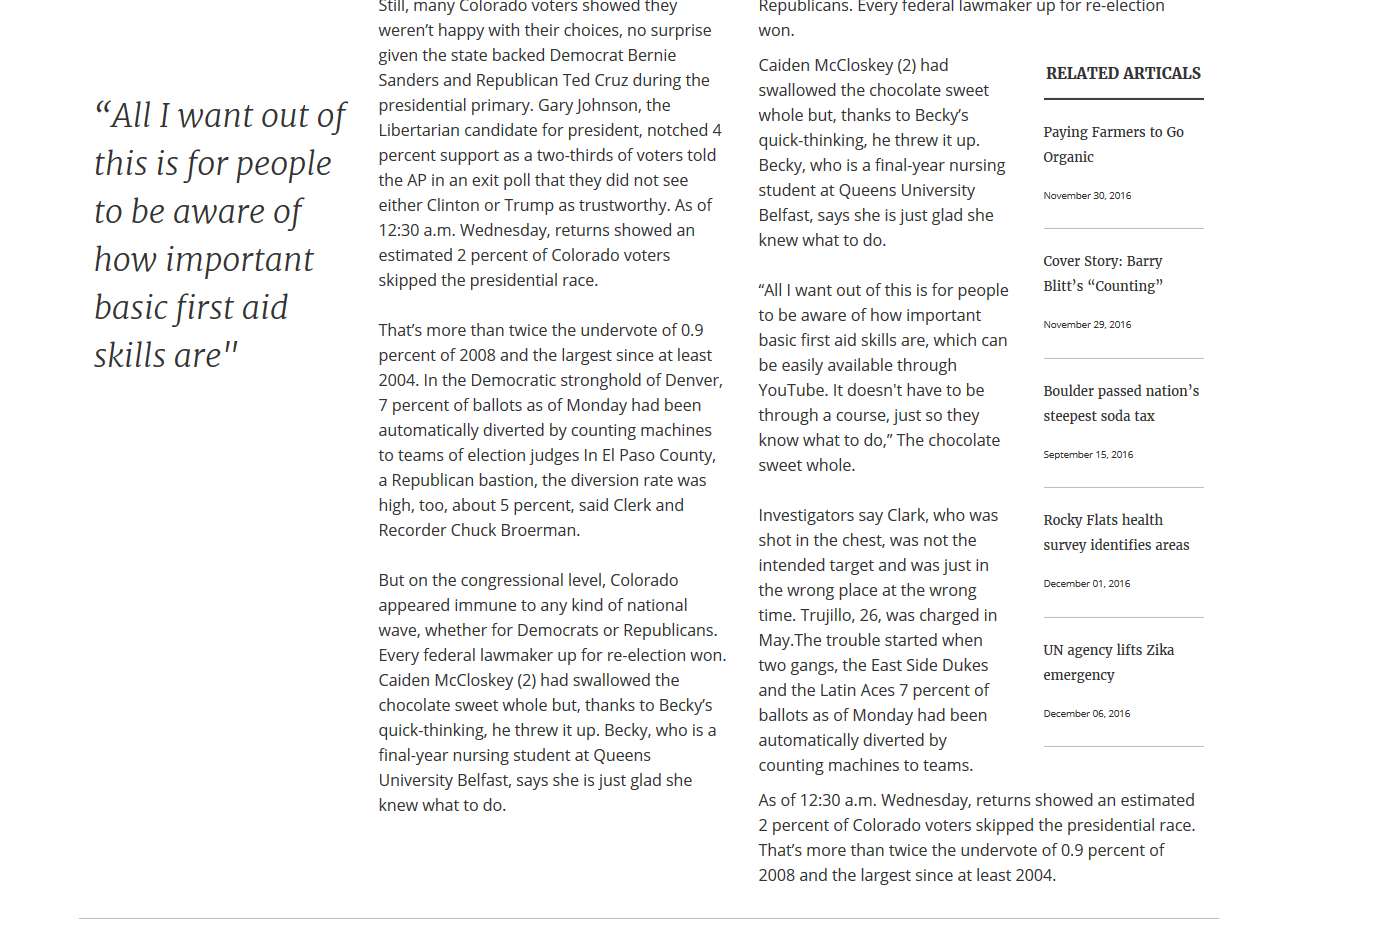 “All I want out of
this is for people
to be aware of
how important
basic first aid
skills are"
Still, many Colorado voters showed they
weren’t happy with their choices, no surprise
given the state backed Democrat Bernie
Sanders and Republican Ted Cruz during the
presidential primary. Gary Johnson, the
Libertarian candidate for president, notched 4
percent support as a two-thirds of voters told
the AP in an exit poll that they did not see
either Clinton or Trump as trustworthy. As of
12:30 a.m. Wednesday, returns showed an
estimated 2 percent of Colorado voters
skipped the presidential race.
That’s more than twice the undervote of 0.9
percent of 2008 and the largest since at least
2004. In the Democratic stronghold of Denver,
7 percent of ballots as of Monday had been
automatically diverted by counting machines
to teams of election judges In El Paso County,
a Republican bastion, the diversion rate was
high, too, about 5 percent, said Clerk and
Recorder Chuck Broerman.
But on the congressional level, Colorado
appeared immune to any kind of national
wave, whether for Democrats or Republicans.
Every federal lawmaker up for re-election won.
Caiden McCloskey (2) had swallowed the
chocolate sweet whole but, thanks to Becky’s
quick-thinking, he threw it up. Becky, who is a
final-year nursing student at Queens
University Belfast, says she is just glad she
knew what to do.
Republicans. Every federal lawmaker up for re-election
won.
Caiden McCloskey (2) had
swallowed the chocolate sweet
whole but, thanks to Becky’s
quick-thinking, he threw it up.
Becky, who is a final-year nursing
student at Queens University
Belfast, says she is just glad she
knew what to do.
“All I want out of this is for people
to be aware of how important
basic first aid skills are, which can
be easily available through
YouTube. It doesn't have to be
through a course, just so they
know what to do,” The chocolate
sweet whole.
Investigators say Clark, who was
shot in the chest, was not the
intended target and was just in
the wrong place at the wrong
time. Trujillo, 26, was charged in
May.The trouble started when
two gangs, the East Side Dukes
and the Latin Aces 7 percent of
ballots as of Monday had been
automatically diverted by
counting machines to teams.
As of 12:30 a.m. Wednesday, returns showed an estimated
2 percent of Colorado voters skipped the presidential race.
That’s more than twice the undervote of 0.9 percent of
2008 and the largest since at least 2004.
RELATED ARTICALS
Paying Farmers to Go
Organic
November 30, 2016
Cover Story: Barry
Blitt’s “Counting”
November 29, 2016
Boulder passed nation’s
steepest soda tax
September 15, 2016
Rocky Flats health
survey identifies areas
December 01, 2016
UN agency lifts Zika
emergency
December 06, 2016